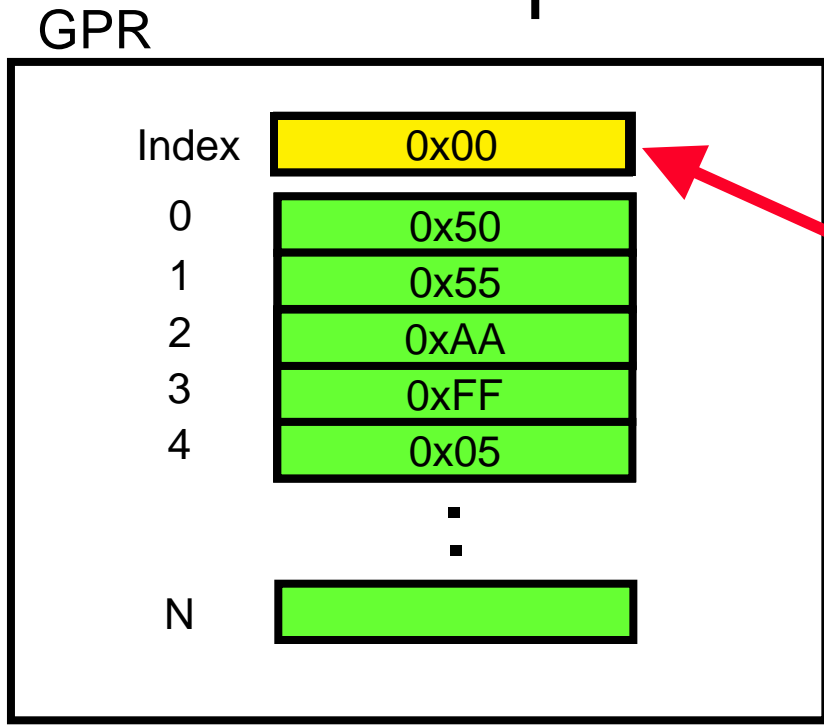 GPR
Index 0x00
0 0x50
1 0x55
2 0xAA
3 0xFF
4 0x05
N